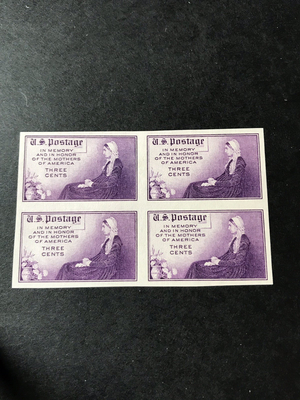 U.S. Postage
IN MEMORY
AND IN HONOR
OF THE MOTHERS
OF AMERICA
THREE
CENTS
U.S. Postage
IN MEMORY
AND IN HONOR
OF THE MOTHERS
OF AMERICA
THREE
CENTS
U.S. Postage
IN MEMORY
AND IN HONOR
OF THE MOTHERS
OF AMERICA
THREE
CENTS
U.S. Postage
IN MEMORY
AND IN HONOR
OF THE MOTHERS
OF AMERICA
THREE
CENTS